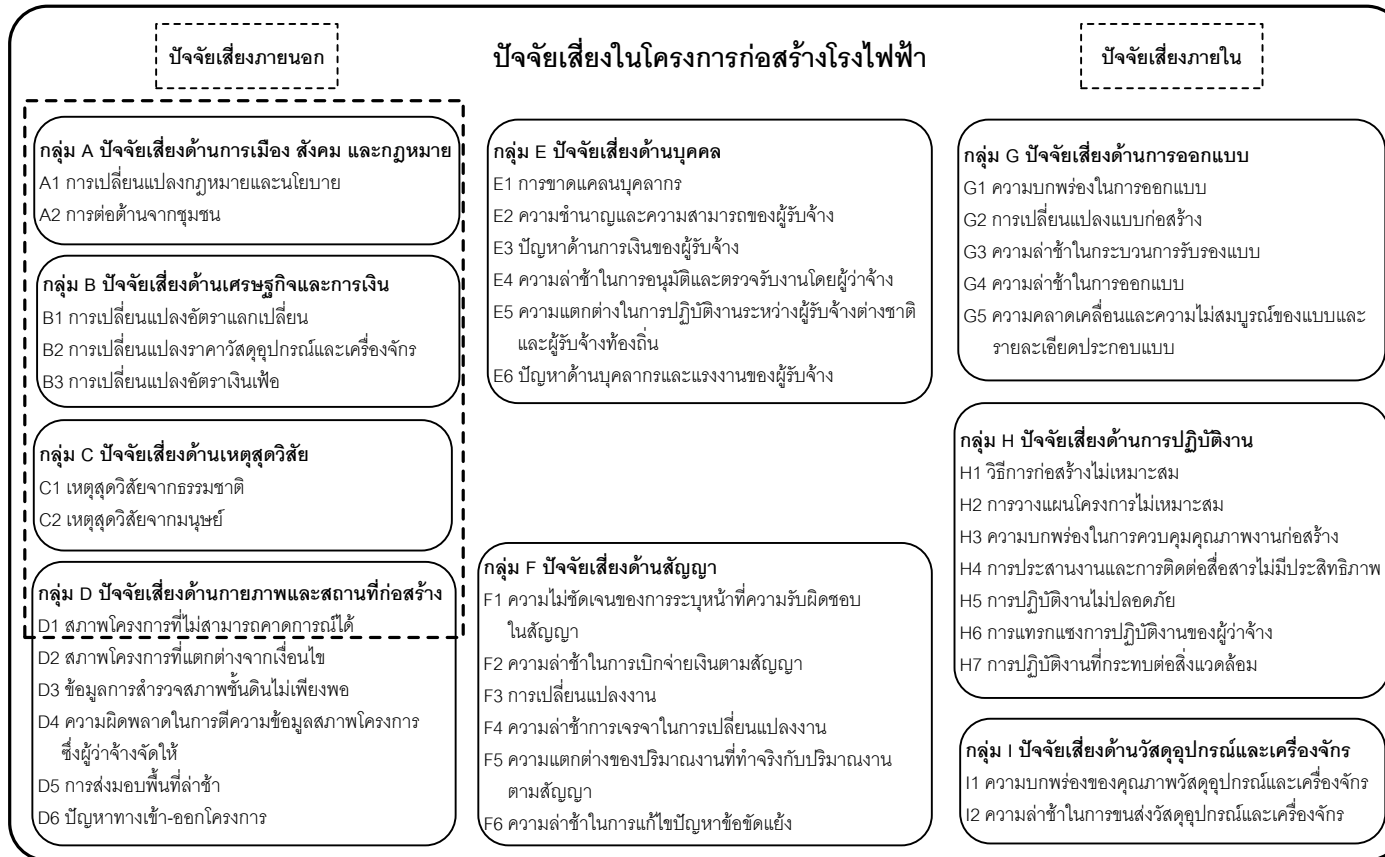 ปัจจัยเสี่ยงภายนอก
ปัจจัยเสี่ยงในโครงการก่อสร้างโรงไฟฟ้า
ปัจจัยเสี่ยงภายใน
กลุ่ม A ปัจจัยเสี่ยงด้านการเมือง สังคม และกฎหมาย
A1 การเปลี่ยนแปลงกฎหมายและนโยบาย
A2 การต่อต้านจากชุมชน
กลุ่ม B ปัจจัยเสี่ยงด้านเศรษฐกิจและการเงิน
B1 การเปลี่ยนแปลงอัตราแลกเปลี่ยน
B2 การเปลี่ยนแปลงราคาวัสดุอุปกรณ์และเครื่องจักร
B3 การเปลี่ยนแปลงอัตราเงินเฟ้อ
กลุ่ม C ปัจจัยเสี่ยงด้านเหตุสุดวิสัย
C1 เหตุสุดวิสัยจากธรรมชาติ
C2 เหตุสุดวิสัยจากมนุษย์
กลุ่ม D ปัจจัยเสี่ยงด้านกายภาพและสถานที่ก่อสร้าง
D1 สภาพโครงการที่ไม่สามารถคาดการณ์ได้
D2 สภาพโครงการที่แตกต่างจากเงื่อนไข
D3 ข้อมูลการสำรวจสภาพชั้นดินไม่เพียงพอ
D4 ความผิดพลาดในการตีความข้อมูลสภาพโครงการ
ซึ่งผู้ว่าจ้างจัดให้
D5 การส่งมอบพื้นที่ล่าช้า
D6 ปัญหาทางเข้า-ออกโครงการ
กลุ่ม E ปัจจัยเสี่ยงด้านบุคคล
E1 การขาดแคลนบุคลากร
E2 ความชำนาญและความสามารถของผู้รับจ้าง
E3 ปัญหาด้านการเงินของผู้รับจ้าง
E4 ความล่าช้าในการอนุมัติและตรวจรับงานโดยผู้ว่าจ้าง
E5 ความแตกต่างในการปฏิบัติงานระหว่างผู้รับจ้างต่างชาติ
และผู้รับจ้างท้องถิ่น
E6 ปัญหาด้านบุคลากรและแรงงานของผู้รับจ้าง
กลุ่ม F ปัจจัยเสี่ยงด้านสัญญา
F1 ความไม่ชัดเจนของการระบุหน้าที่ความรับผิดชอบ
ในสัญญา
F2 ความล่าช้าในการเบิกจ่ายเงินตามสัญญา
F3 การเปลี่ยนแปลงงาน
F4 ความล่าช้าการเจรจาในการเปลี่ยนแปลงงาน
F5 ความแตกต่างของปริมาณงานที่ทำจริงกับปริมาณงาน
ตามสัญญา
F6 ความล่าช้าในการแก้ไขปัญหาข้อขัดแย้ง
กลุ่ม G ปัจจัยเสี่ยงด้านการออกแบบ
G1 ความบกพร่องในการออกแบบ
G2 การเปลี่ยนแปลงแบบก่อสร้าง
G3 ความล่าช้าในกระบวนการรับรองแบบ
G4 ความล่าช้าในการออกแบบ
G5 ความคลาดเคลื่อนและความไม่สมบูรณ์ของแบบและ
รายละเอียดประกอบแบบ
กลุ่ม H ปัจจัยเสี่ยงด้านการปฏิบัติงาน
H1 วิธีการก่อสร้างไม่เหมาะสม
H2 การวางแผนโครงการไม่เหมาะสม
H3 ความบกพร่องในการควบคุมคุณภาพงานก่อสร้าง
H4 การประสานงานและการติดต่อสื่อสารไม่มีประสิทธิภาพ
H5 การปฏิบัติงานไม่ปลอดภัย
H6 การแทรกแซงการปฏิบัติงานของผู้ว่าจ้าง
H7 การปฏิบัติงานที่กระทบต่อสิ่งแวดล้อม
กลุ่ม I ปัจจัยเสี่ยงด้านวัสดุอุปกรณ์และเครื่องจักร
I1 ความบกพร่องของคุณภาพวัสดุอุปกรณ์และเครื่องจักร
I2 ความล่าช้าในการขนส่งวัสดุอุปกรณ์และเครื่องจักร